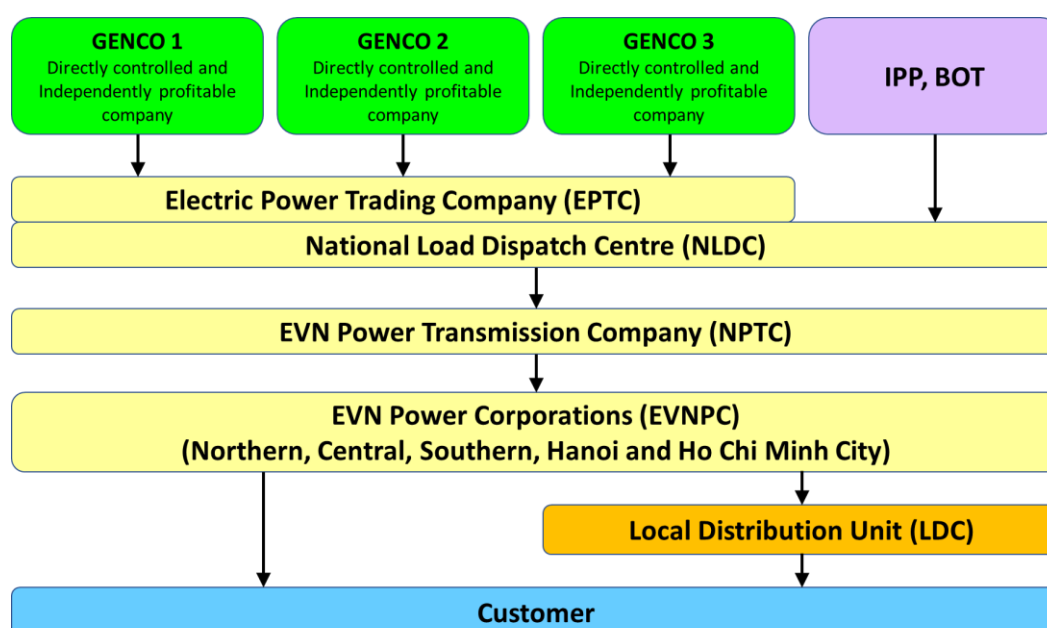 GENCO 1
Directly controlled and
Independently profitable
company
GENCO 2
Directly controlled and
Independently profitable
company
GENCO 3
Directly controlled and
Independently profitable
company
IPP, BOT
Electric Power Trading Company (EPTC)
National Load Dispatch Centre (NLDC)
EVN Power Transmission Company (NPTC)
EVN Power Corporations (EVNPC)
(Northern, Central, Southern, Hanoi and Ho Chi Minh City)
Local Distribution Unit (LDC)
Customer